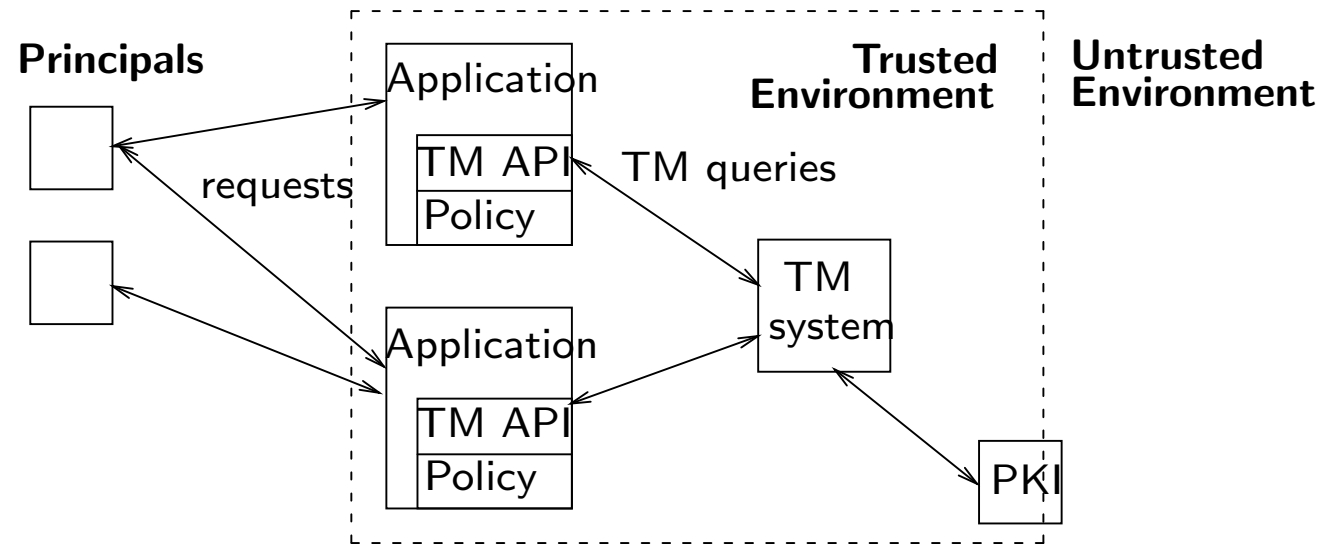 Principals
requests
Application
TM API
Policy
Application
TM API
Policy
TM queries
Trusted
Environment
TM
system
PKI
Untrusted
Environment